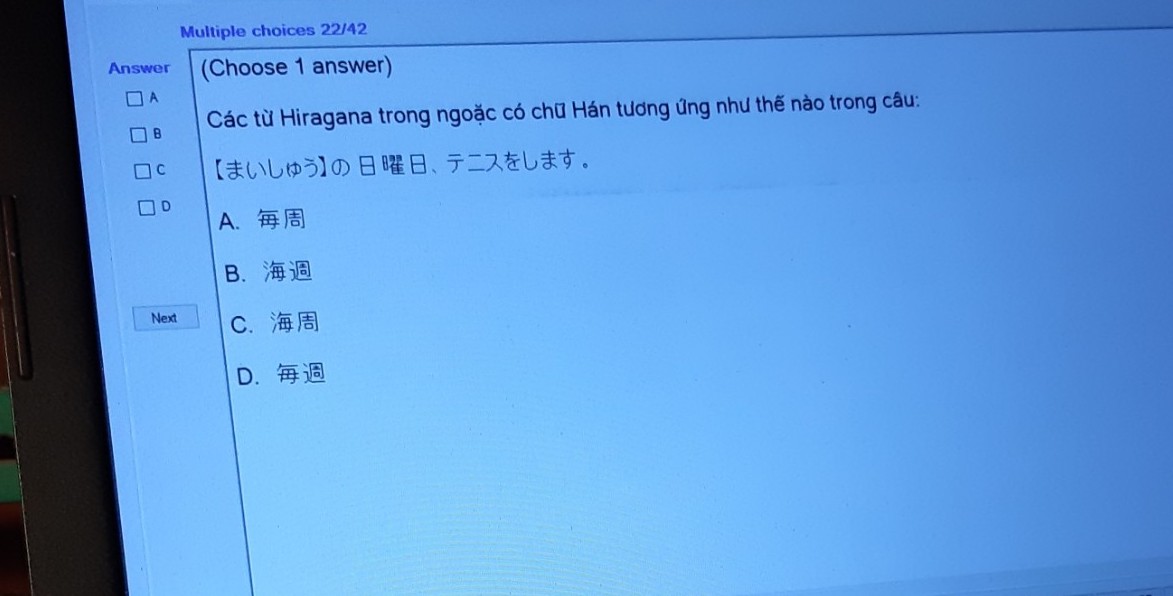 Multiple choices 22/42
Answer
(Choose 1 answer)
A
B
C
D
Next
Các từ Hiragana trong ngoặc có chữ Hán tương ứng như thế nào trong câu:
【まいしゅう】の日曜日、テニスをします。
A. 毎周
B. 海週
C. 海周
D. 毎週